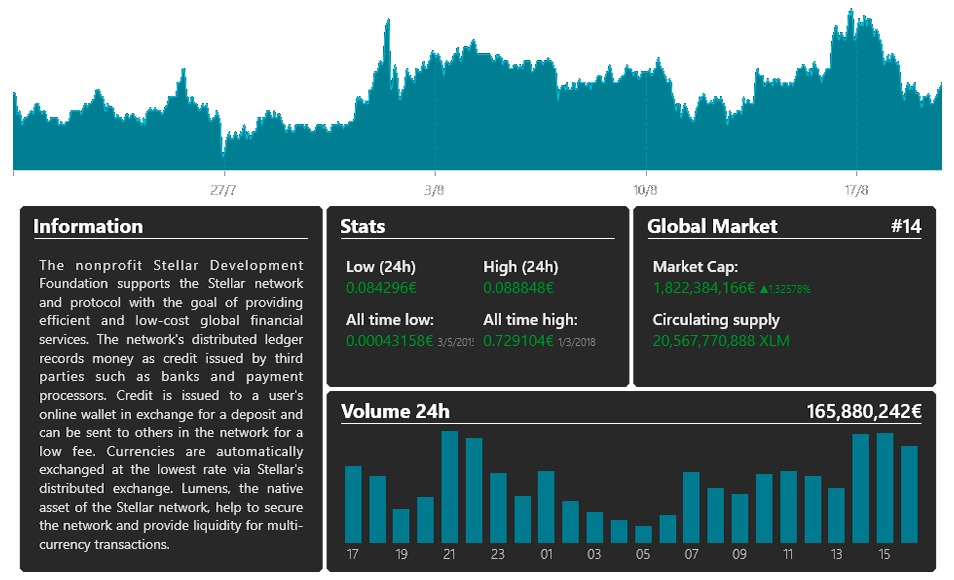 27/7 3/8 10/8 17/8
Information
The nonprofit Stellar Development
Foundation supports the Stellar network
and protocol with the goal of providing
efficient and low-cost global financial
services. The network's distributed ledger
records money as credit issued by third
parties such as banks and payment
processors. Credit is issued to a user's
online wallet in exchange for a deposit and
can be sent to others in the network for a
low fee. Currencies are automatically
exchanged at the lowest rate via Stellar's
distributed exchange. Lumens, the native
asset of the Stellar network, help to secure
the network and provide liquidity for multi-
currency transactions.
Stats
Low (24h) High (24h)
0.084296€ 0.088848€
All time low: All time high:
0.00043158€ 3/5/201 0.729104€ 1/3/2018
Global Market #14
Market Cap:
1,822,384,166€ ▲1.32578%
Circulating supply
20,567,770,888 XLM
Volume 24h 165,880,242€
17 19 21 23 01 03 05 07 09 11 13 15